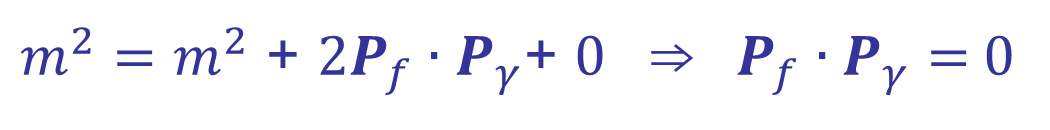 m² = m² + 2P_f · P_γ + 0 ⇒ P_f · P_γ = 0